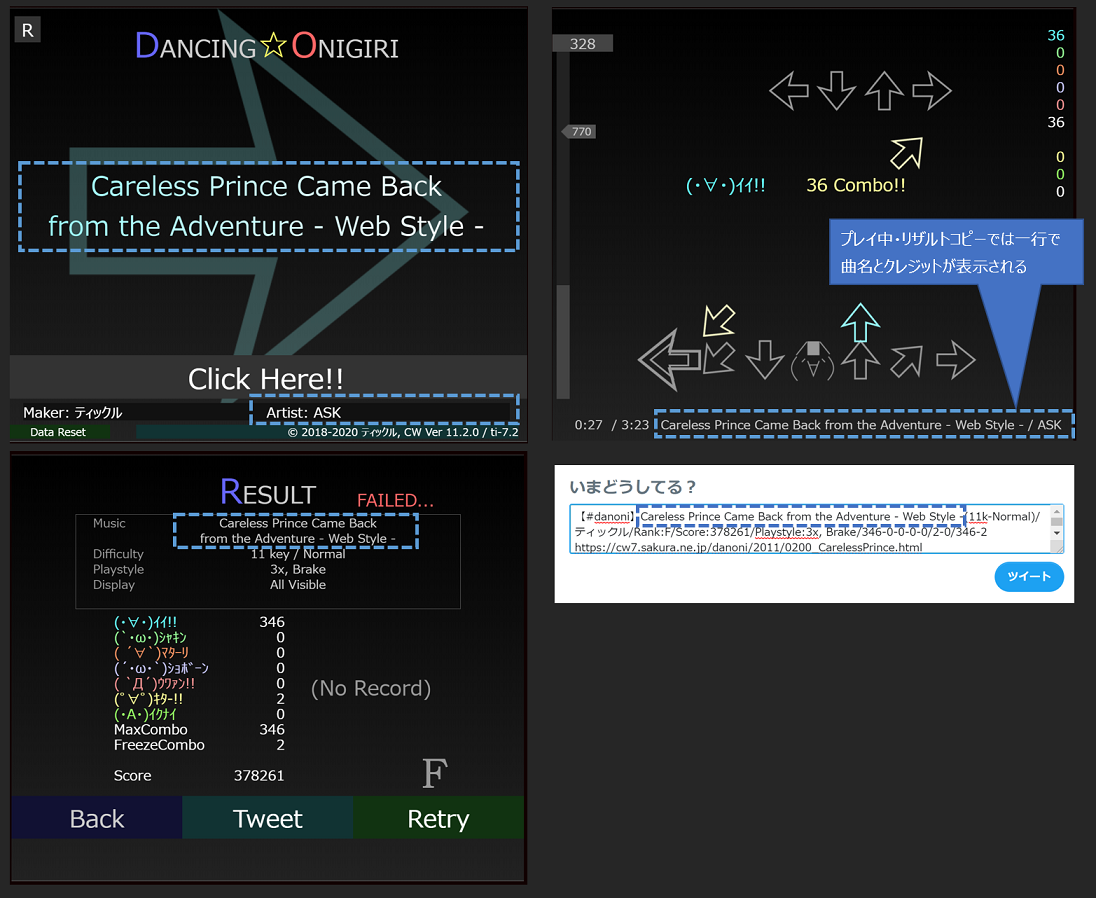 R
DANCING☆ONIGIRI
Careless Prince Came Back
from the Adventure - Web Style -
Click Here!!
Maker: ティックル
Artist: ASK
Data Reset
© 2018-2020 ティックル, CW Ver 11.2.0 / ti-7.2
328
770
36
0
0
0
0
36
0
0
0
(・∀・)イイ!!
36 Combo!!
プレイ中・リザルトコピーでは一行で
曲名とクレジットが表示される
0:27 / 3:23
Careless Prince Came Back from the Adventure - Web Style - / ASK
RESULT
FAILED...
Music
Careless Prince Came Back
from the Adventure - Web Style -
Difficulty
11 key / Normal
Playstyle
3x, Brake
Display
All Visible
(・∀・)イイ!! 346
(`・ω・)シャキン 0
( ´∀`)マターリ 0
(´・ω・`)ショボーン 0
( `Д´)ウワァン!! 0
(ﾟ∀ﾟ)キター!! 2
(・A・)イクナイ 0
MaxCombo 346
FreezeCombo 2
Score 378261
(No Record)
F
Back
Tweet
Retry
いまどうしてる？
【#danoni】Careless Prince Came Back from the Adventure - Web Style -(11k-Normal)/
ティックル/Rank:F/Score:378261/Playstyle:3x, Brake/346-0-0-0-0/2-0/346-2
https://cw7.sakura.ne.jp/danoni/2011/0200_CarelessPrince.html
ツイート